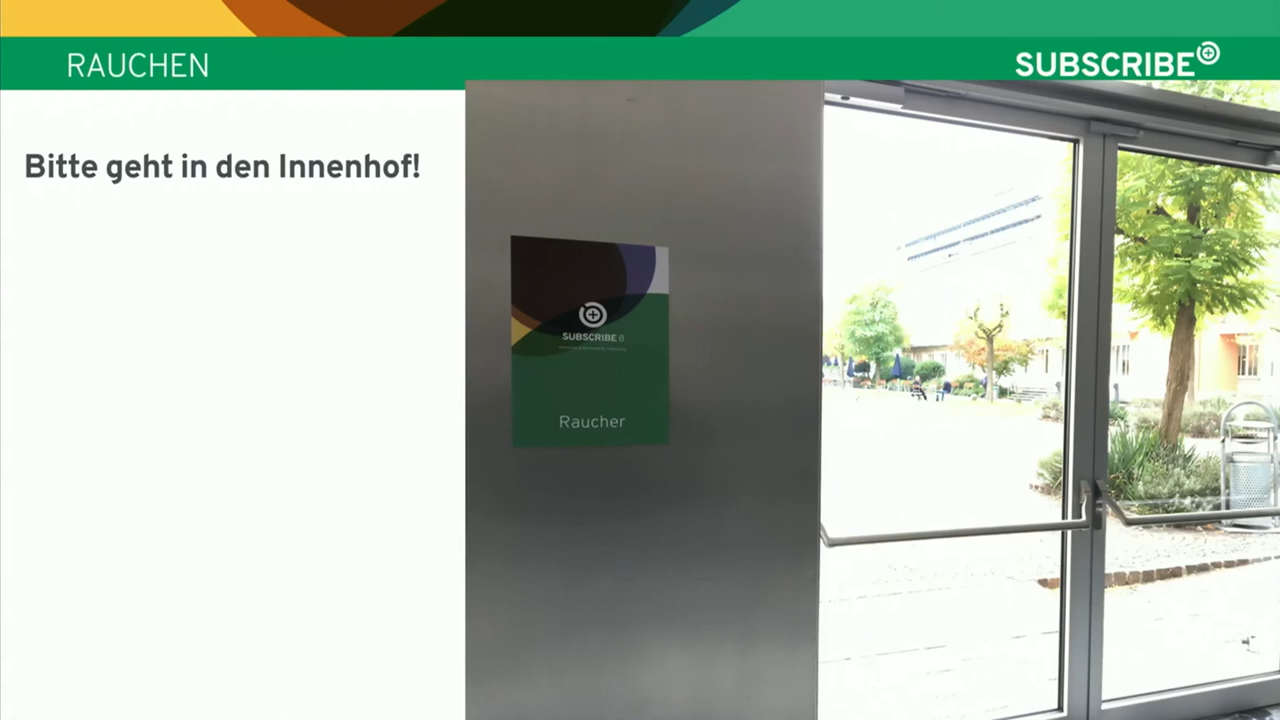 RAUCHEN
SUBSCRIBE
Bitte geht in den Innenhof!
SUBSCRIBE 8
Raucher